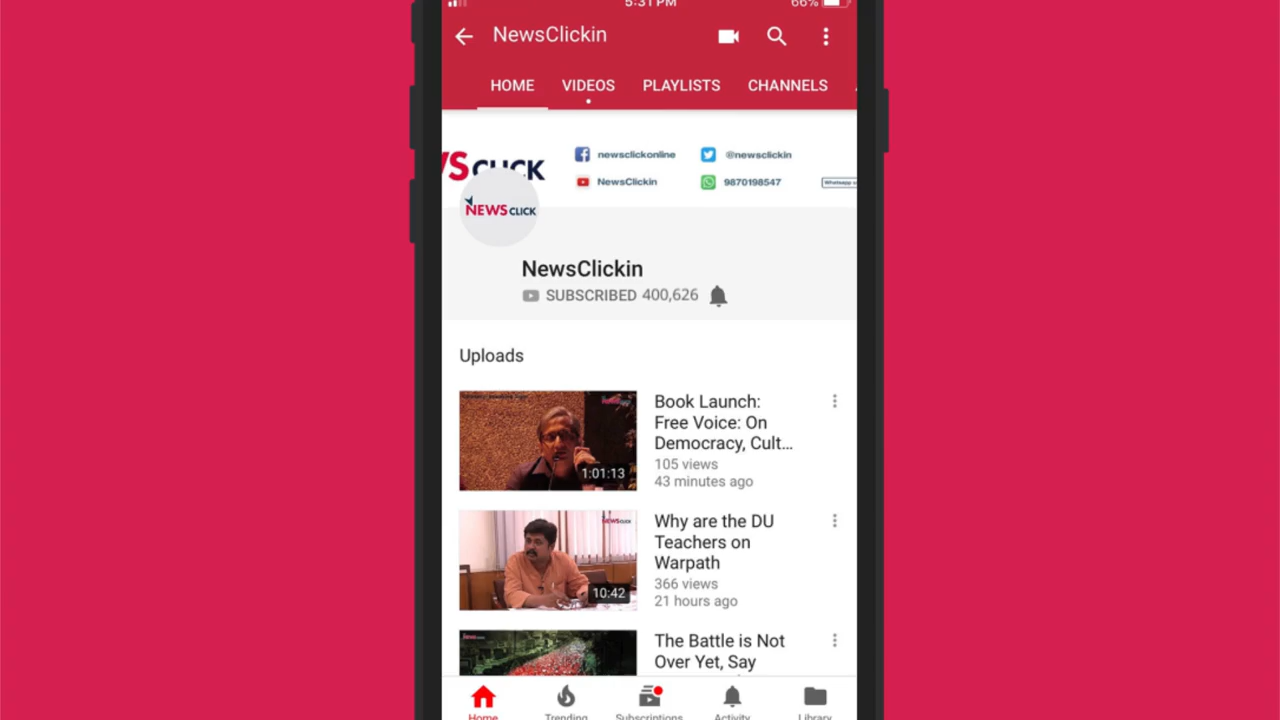 5:31 PM
66%
NewsClickin
HOME VIDEOS PLAYLISTS CHANNELS
CLICK
newsclickonline
@newsclickin
NewsClickin
9870198547
Whatsapp
NEWS CLICK
NewsClickin
SUBSCRIBED 400,626
Uploads
Book Launch:
Free Voice: On
Democracy, Cult...
105 views
43 minutes ago
1:01:13
Why are the DU
Teachers on
Warpath
366 views
21 hours ago
NEWSCLICK
10:42
The Battle is Not
Over Yet, Say
Home Trending Subscriptions Activity Library